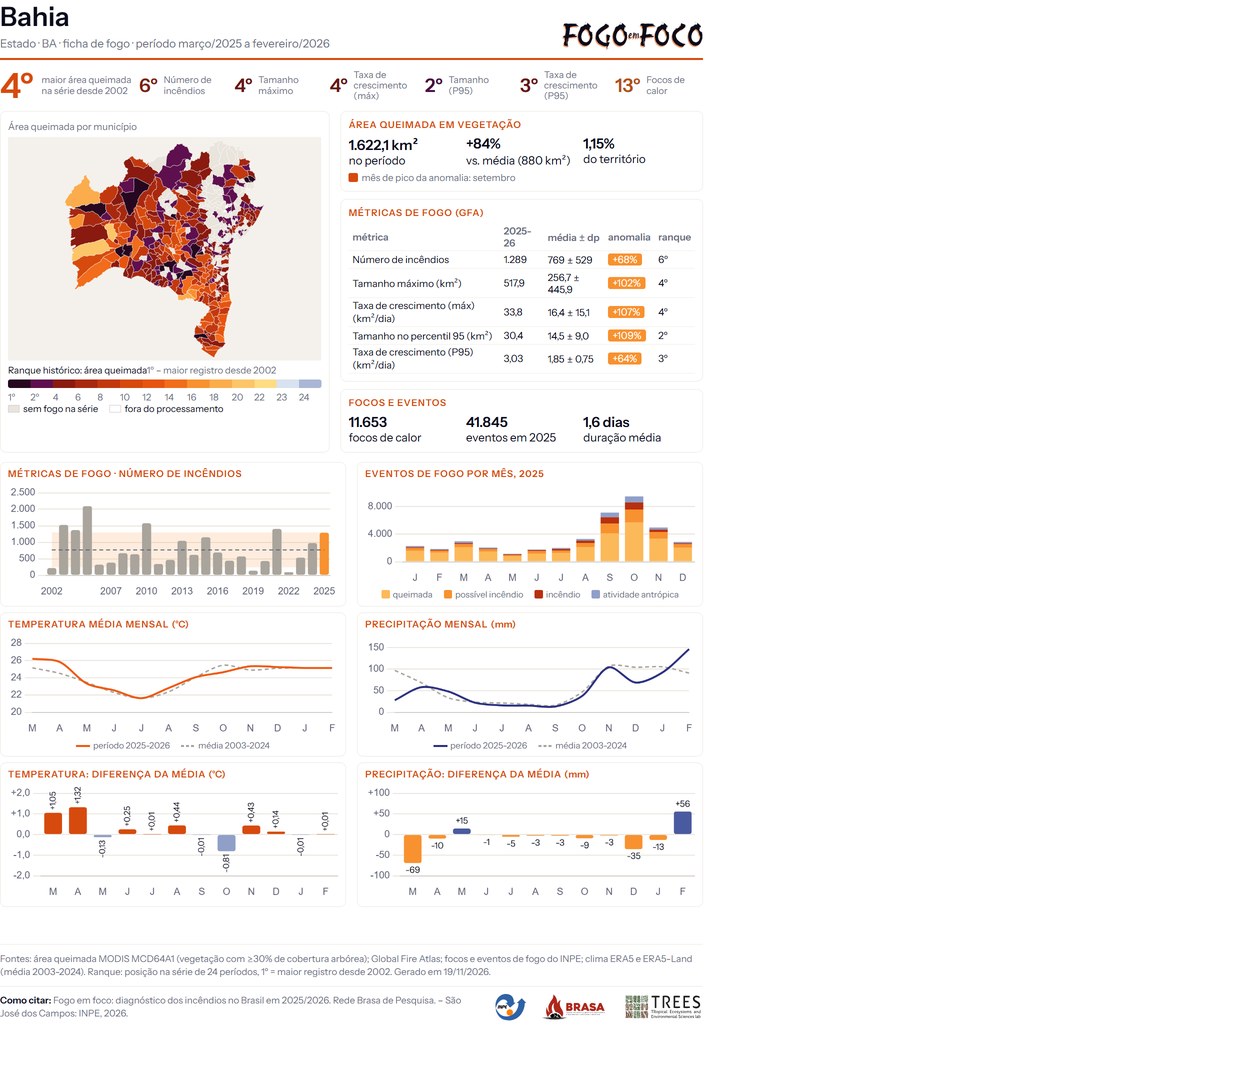 Bahia
Estado · BA · ficha de fogo · período março/2025 a fevereiro/2026
FOGO em FOCO
4º maior área queimada na série desde 2002
6º Número de incêndios
4º Tamanho máximo
4º Taxa de crescimento (máx)
2º Tamanho (P95)
3º Taxa de crescimento (P95)
13º Focos de calor
Área queimada por município
Ranque histórico: área queimada1º – maior registro desde 2002
1º 2º 4 6 8 10 12 14 16 18 20 22 23 24
sem fogo na série fora do processamento
ÁREA QUEIMADA EM VEGETAÇÃO
1.622,1 km² +84% 1,15%
no período vs. média (880 km²) do território
mês de pico da anomalia: setembro
MÉTRICAS DE FOGO (GFA)
métrica 2025-26 média ± dp anomalia ranque
Número de incêndios 1.289 769 ± 529 +68% 6º
Tamanho máximo (km²) 517,9 256,7 ± 445,9 +102% 4º
Taxa de crescimento (máx) (km²/dia) 33,8 16,4 ± 15,1 +107% 4º
Tamanho no percentil 95 (km²) 30,4 14,5 ± 9,0 +109% 2º
Taxa de crescimento (P95) (km²/dia) 3,03 1,85 ± 0,75 +64% 3º
FOCOS E EVENTOS
11.653 41.845 1,6 dias
focos de calor eventos em 2025 duração média
MÉTRICAS DE FOGO · NÚMERO DE INCÊNDIOS
2.500
2.000
1.500
1.000
500
0
2002 2007 2010 2013 2016 2019 2022 2025
EVENTOS DE FOGO POR MÊS, 2025
8.000
4.000
0
J F M A M J J A S O N D
queimada possível incêndio incêndio atividade antrópica
TEMPERATURA MÉDIA MENSAL (°C)
28
26
24
22
20
M A M J J A S O N D J F
período 2025-2026 média 2003-2024
PRECIPITAÇÃO MENSAL (mm)
150
100
50
0
M A M J J A S O N D J F
período 2025-2026 média 2003-2024
TEMPERATURA: DIFERENÇA DA MÉDIA (°C)
+2,0
+1,0
0,0
-1,0
-2,0
+1,05 +1,32 -0,13 +0,25 +0,01 +0,44 -0,01 -0,81 +0,43 +0,14 -0,01 +0,01
M A M J J A S O N D J F
PRECIPITAÇÃO: DIFERENÇA DA MÉDIA (mm)
+100
+50
0
-50
-100
-69 -10 +15 -1 -5 -3 -3 -9 -3 -35 -13 +56
M A M J J A S O N D J F
Fontes: área queimada MODIS MCD64A1 (vegetação com ≥30% de cobertura arbórea); Global Fire Atlas; focos e eventos de fogo do INPE; clima ERA5 e ERA5-Land
(média 2003-2024). Ranque: posição na série de 24 períodos, 1º = maior registro desde 2002. Gerado em 19/11/2026.
Como citar: Fogo em foco: diagnóstico dos incêndios no Brasil em 2025/2026. Rede Brasa de Pesquisa. – São
José dos Campos: INPE, 2026.
INPE
BRASA
TREES
Tropical Ecosystems and
Environmental Sciences lab